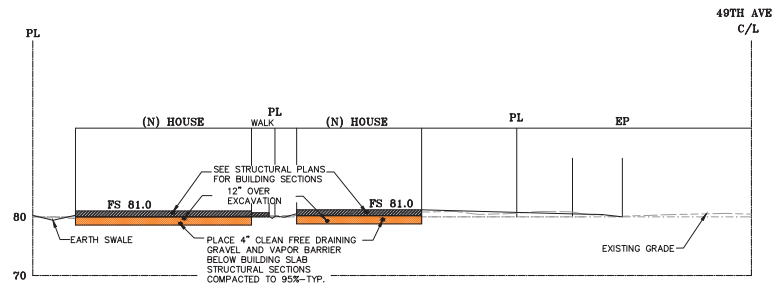 49TH AVE
C/L
PL
(N) HOUSE
WALK
PL
(N) HOUSE
PL
EP
SEE STRUCTURAL PLANS
FOR BUILDING SECTIONS
FS 81.0
12" OVER
EXCAVATION
FS 81.0
80
80
EARTH SWALE
PLACE 4" CLEAN FREE DRAINING
GRAVEL AND VAPOR BARRIER
BELOW BUILDING SLAB
STRUCTURAL SECTIONS
COMPACTED TO 95%-TYP.
EXISTING GRADE
70
70